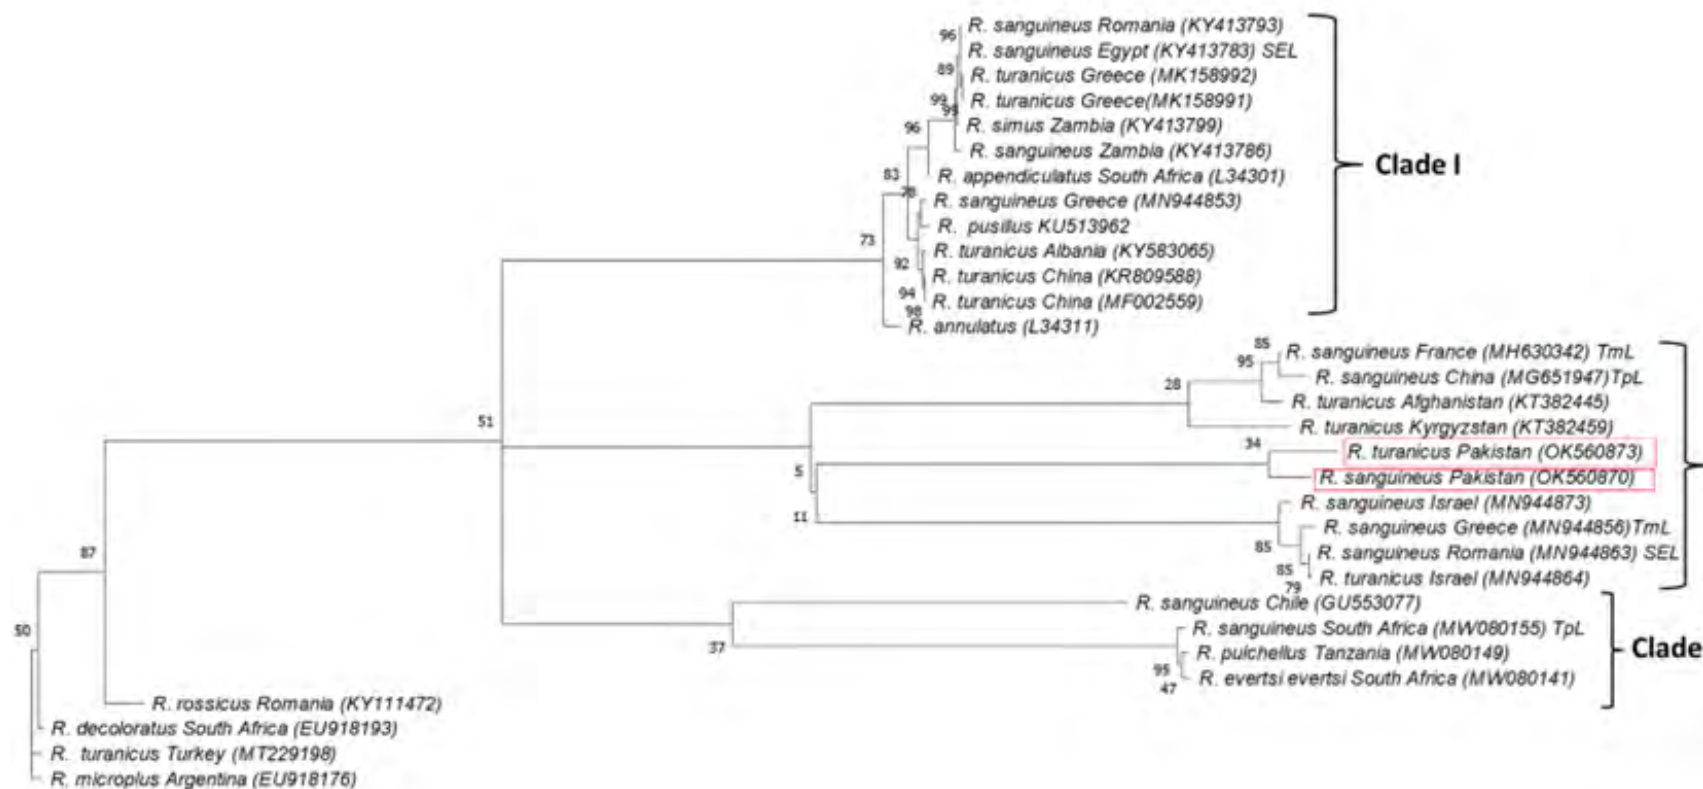 R. sanguineus Romania (KY413793)
96
R. sanguineus Egypt (KY413783) SEL
89
R. turanicus Greece (MK158992)
99
R. turanicus Greece(MK158991)
R. simus Zambia (KY413799)
96
R. sanguineus Zambia (KY413786)
Clade I
83
R. appendiculatus South Africa (L34301)
78
R. sanguineus Greece (MN944853)
R. pusillus KU513962
73
R. turanicus Albania (KY583065)
92
R. turanicus China (KR809588)
94
R. turanicus China (MF002559)
98
R. annulatus (L34311)
85
R. sanguineus France (MH630342) TmL
95
R. sanguineus China (MG651947)TpL
28
R. turanicus Afghanistan (KT382445)
51
R. turanicus Kyrgyzstan (KT382459)
34
R. turanicus Pakistan (OK560873)
5
R. sanguineus Pakistan (OK560870)
R. sanguineus Israel (MN944873)
11
R. sanguineus Greece (MN944856)TmL
85
R. sanguineus Romania (MN944863) SEL
87
85
R. turanicus Israel (MN944864)
79
R. sanguineus Chile (GU553077)
50
R. sanguineus South Africa (MW080155) TpL
37
R. pulchellus Tanzania (MW080149)
Clade
95
R. evertsi evertsi South Africa (MW080141)
47
R. rossicus Romania (KY111472)
R. decoloratus South Africa (EU918193)
R. turanicus Turkey (MT229198)
R. microplus Argentina (EU918176)